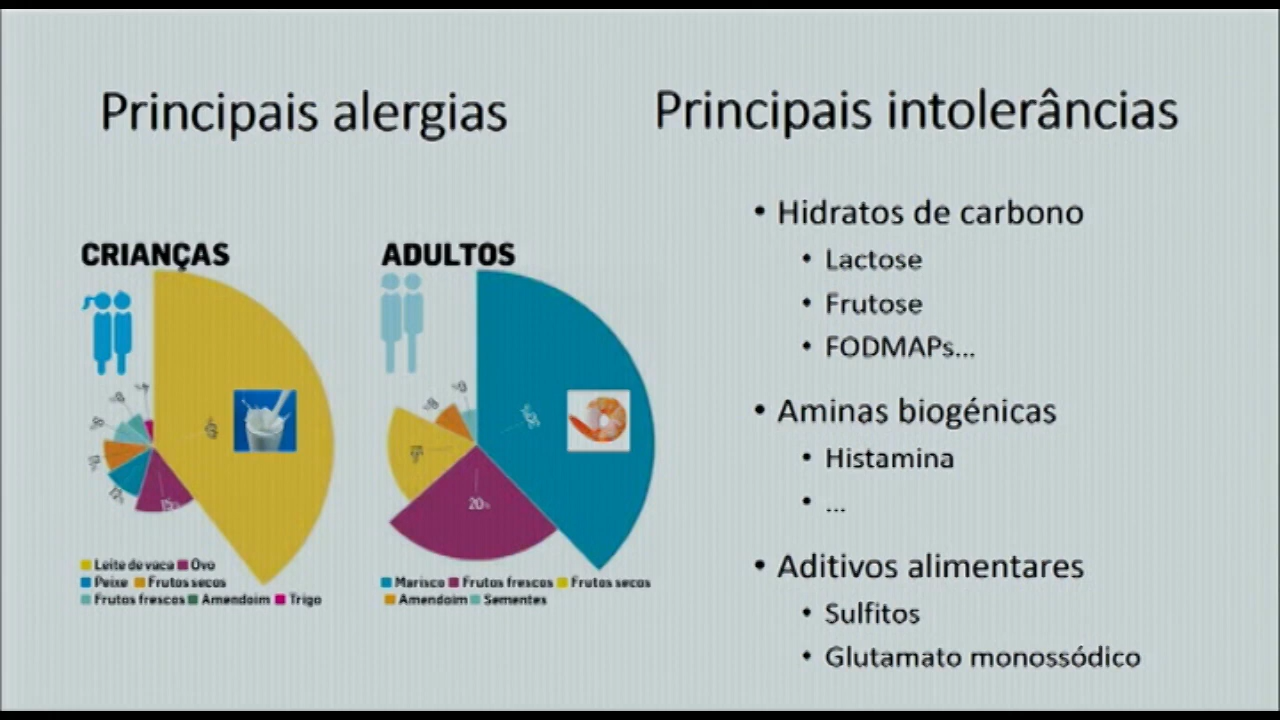 Principais alergias
Principais intolerâncias
CRIANÇAS
ADULTOS
20%
Leite de vaca Ovo
Peixe Frutos secos
Frutos frescos Amendoim Trigo
Marisco Frutos frescos Frutos secos
Amendoim Sementes
• Hidratos de carbono
• Lactose
• Frutose
• FODMAPs...
• Aminas biogénicas
• Histamina
• ...
• Aditivos alimentares
• Sulfitos
• Glutamato monossódico